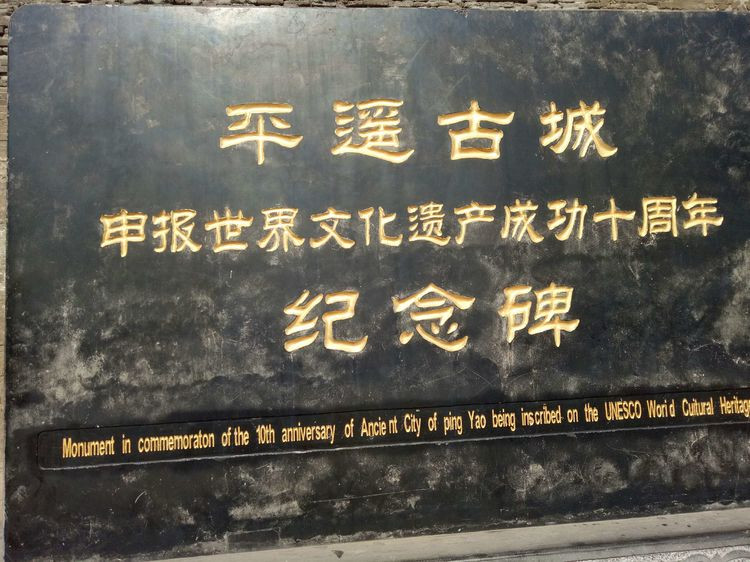 平遥古城
申报世界文化遗产成功十周年
纪念碑
Monument in commemoraton of the 10th anniversary of Ancient City of ping Yao being inscribed on the UNESCO World Cultural Heritage